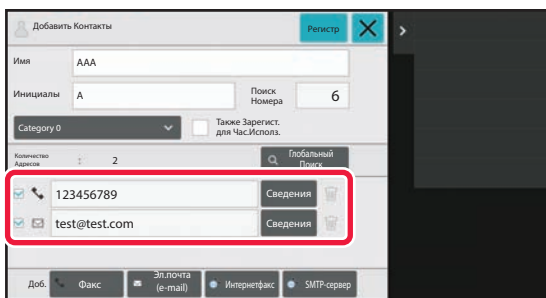 Добавить Контакты
Регистр
Имя
AAA
Инициалы
A
Поиск
Номера
6
Category 0
Также Зарегист.
для Час.Исполз.
Количество
Адресов
:
2
Глобальный
Поиск
123456789
Сведения
test@test.com
Сведения
Доб.
Факс
Эл.почта
(e-mail)
Интернетфакс
SMTP-сервер